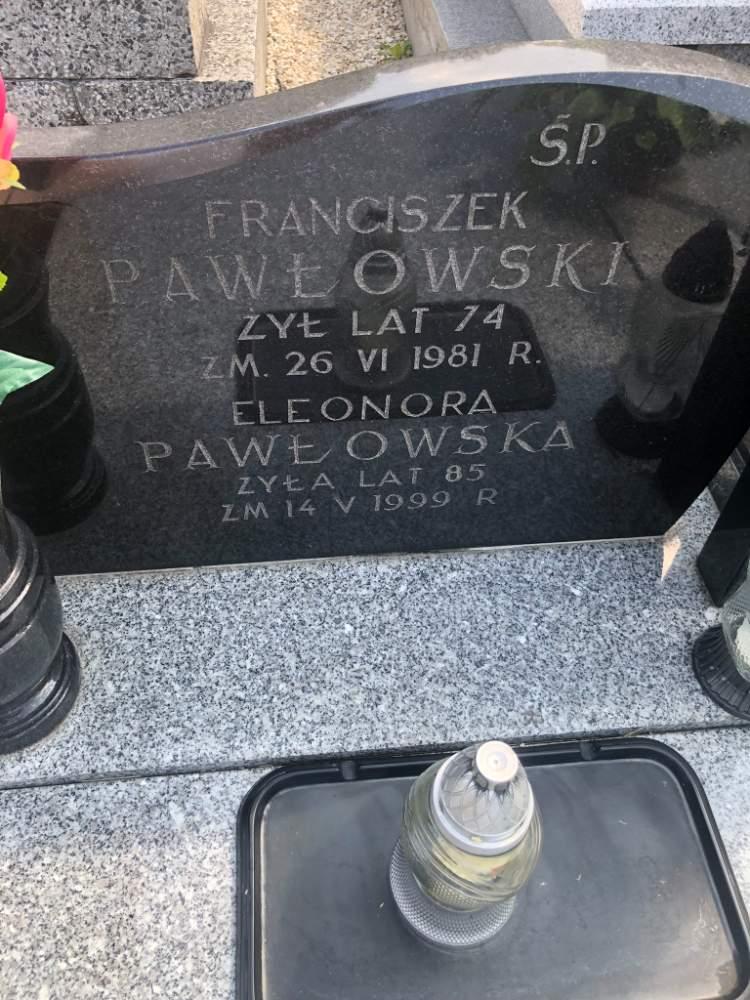 Ś.P.
FRANCISZEK
PAWŁOWSKI
ŻYŁ LAT 74
ZM. 26 VI 1981 R.
ELEONORA
PAWŁOWSKA
ŻYŁA LAT 85
ZM 14 V 1999 R